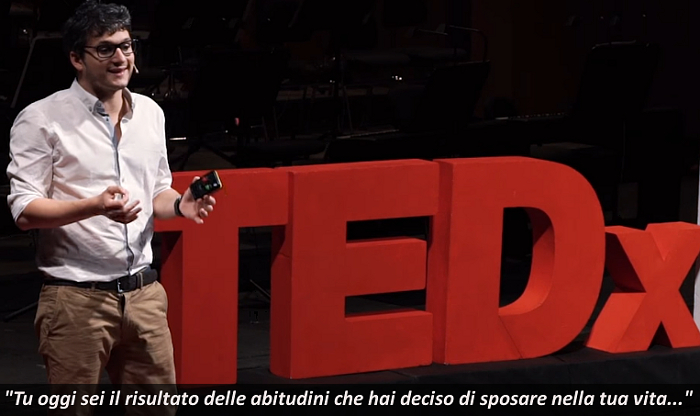 TEDx
"Tu oggi sei il risultato delle abitudini che hai deciso di sposare nella tua vita..."